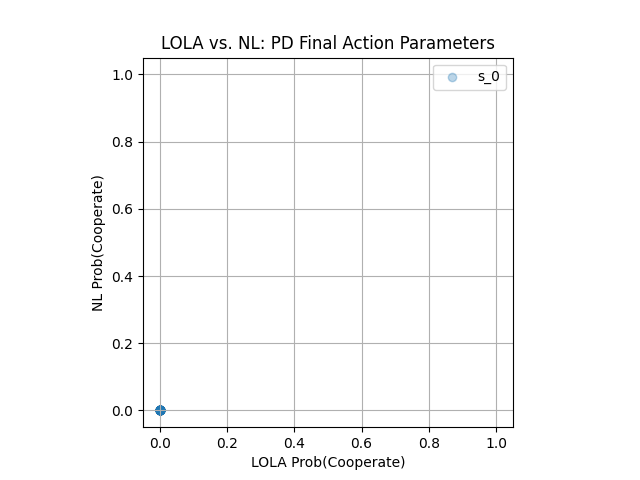 LOLA vs. NL: PD Final Action Parameters
s_0
NL Prob(Cooperate)
1.0
0.8
0.6
0.4
0.2
0.0
0.0 0.2 0.4 0.6 0.8 1.0
LOLA Prob(Cooperate)